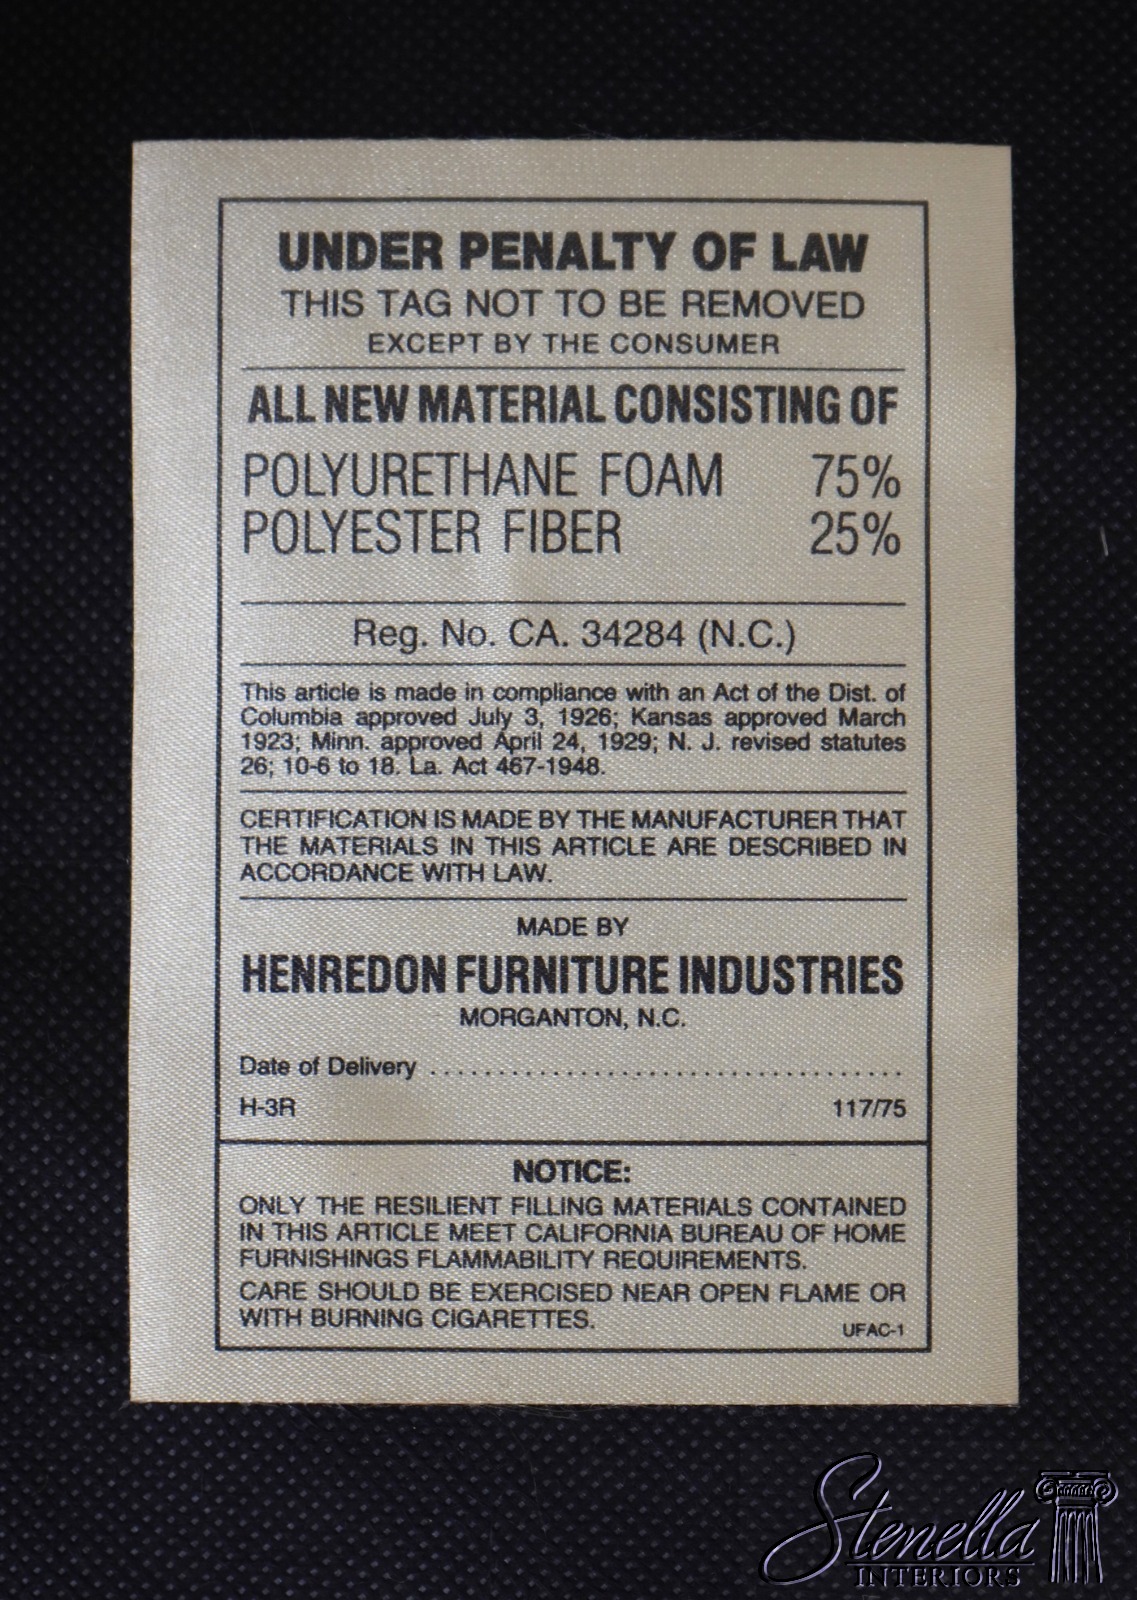 UNDER PENALTY OF LAW
THIS TAG NOT TO BE REMOVED
EXCEPT BY THE CONSUMER
ALL NEW MATERIAL CONSISTING OF
POLYURETHANE FOAM 75%
POLYESTER FIBER 25%
Reg. No. CA. 34284 (N.C.)
This article is made in compliance with an Act of the Dist. of
Columbia approved July 3, 1926; Kansas approved March
1923; Minn. approved April 24, 1929; N. J. revised statutes
26; 10-6 to 18. La. Act 467-1948.
CERTIFICATION IS MADE BY THE MANUFACTURER THAT
THE MATERIALS IN THIS ARTICLE ARE DESCRIBED IN
ACCORDANCE WITH LAW.
MADE BY
HENREDON FURNITURE INDUSTRIES
MORGANTON, N.C.
Date of Delivery ...................................
H-3R 117/75
NOTICE:
ONLY THE RESILIENT FILLING MATERIALS CONTAINED
IN THIS ARTICLE MEET CALIFORNIA BUREAU OF HOME
FURNISHINGS FLAMMABILITY REQUIREMENTS.
CARE SHOULD BE EXERCISED NEAR OPEN FLAME OR
WITH BURNING CIGARETTES.
UFAC-1
Stenella
INTERIORS